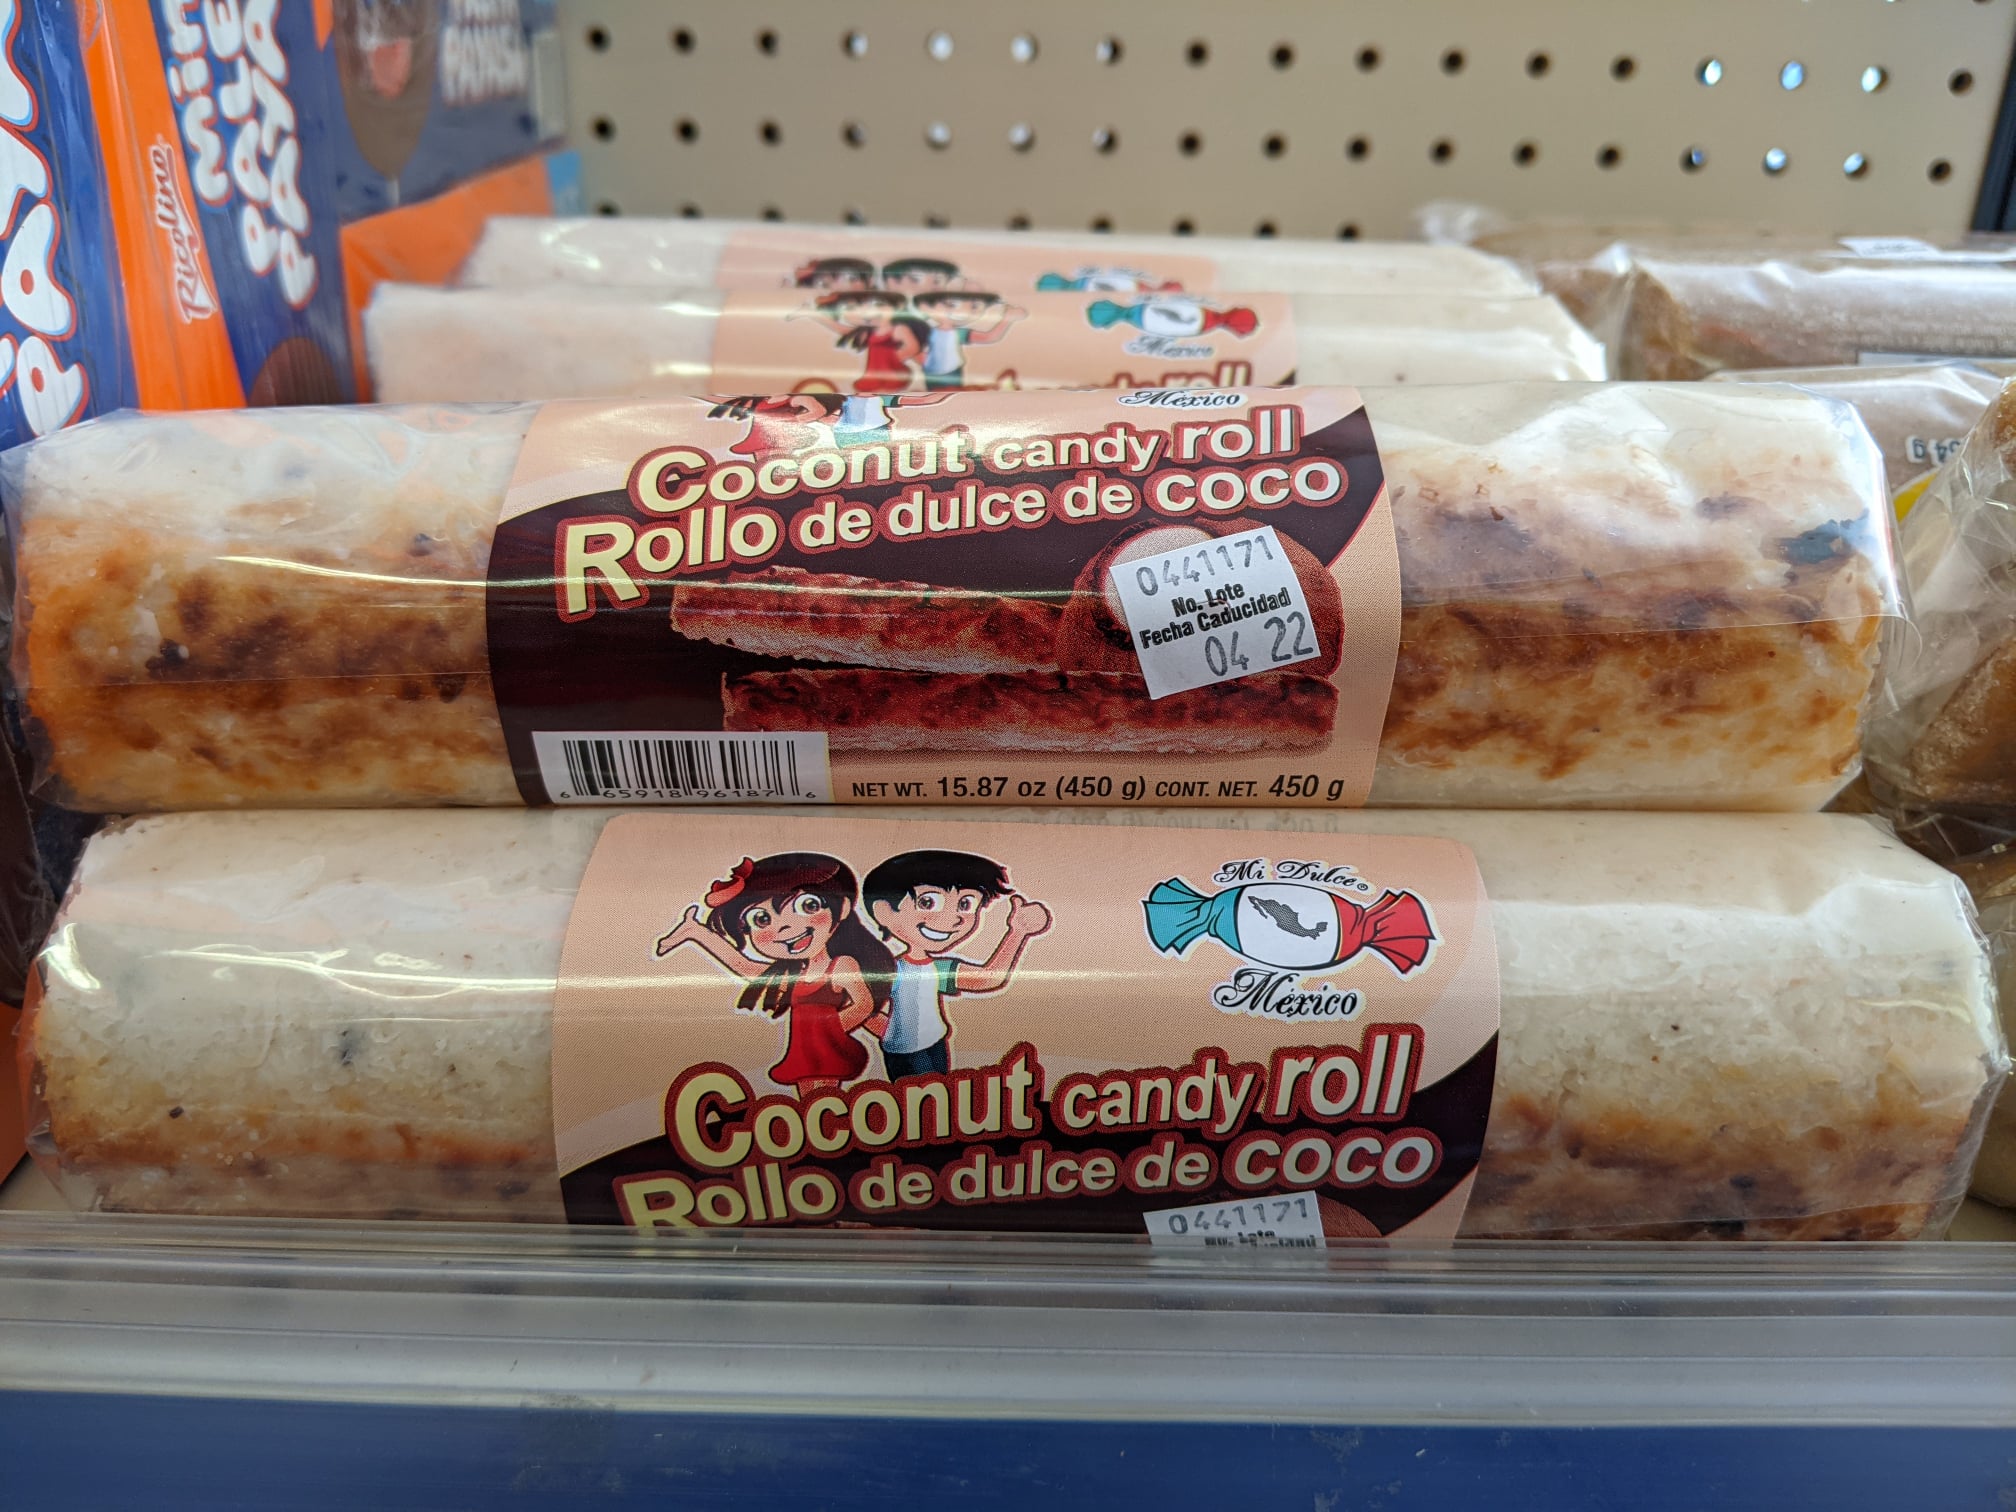 Ricolino
México
Coconut candy roll
Rollo de dulce de coco
0441171
No. Lote
Fecha Caducidad
04 22
6 65918 96187 6
NET WT. 15.87 oz (450 g) CONT. NET. 450 g
Mi Dulce®
México
Coconut candy roll
Rollo de dulce de coco
0441171